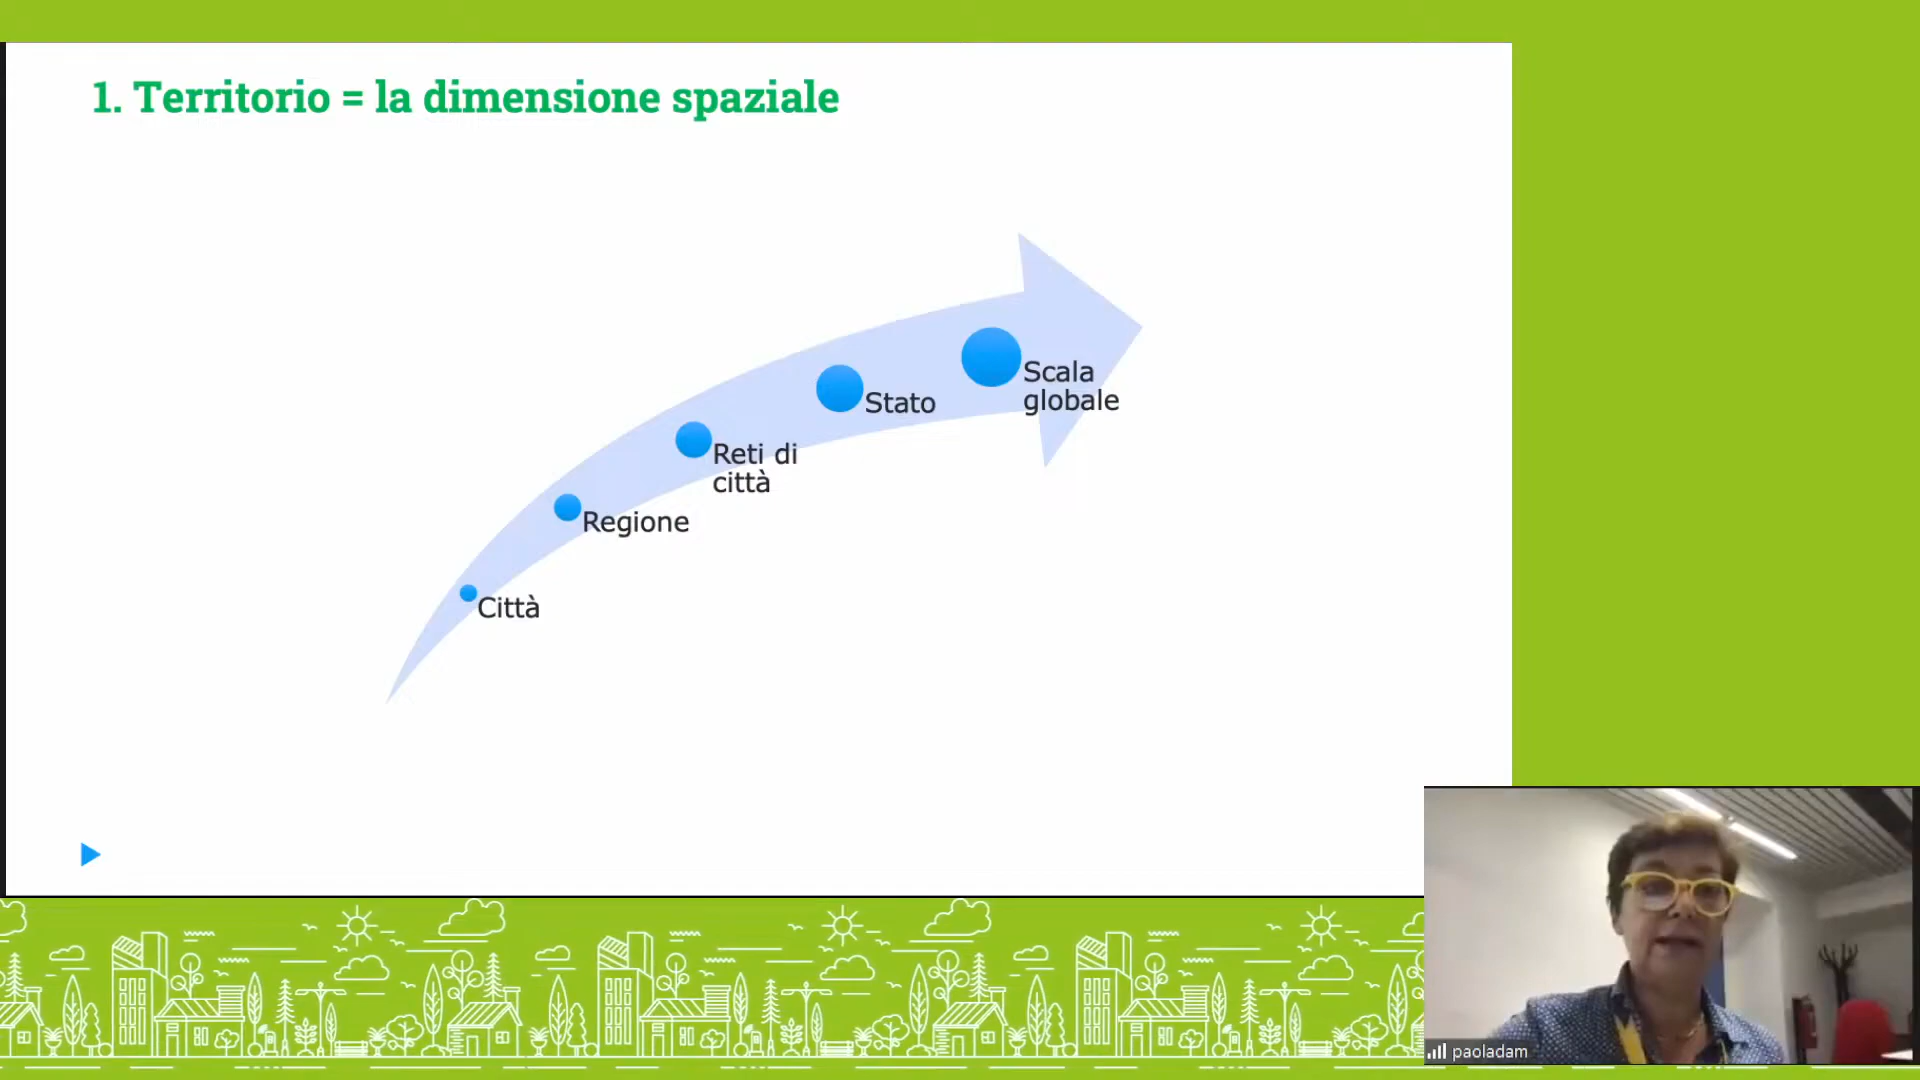 1. Territorio = la dimensione spaziale
Scala
globale
Stato
Reti di
città
Regione
Città
paoladam